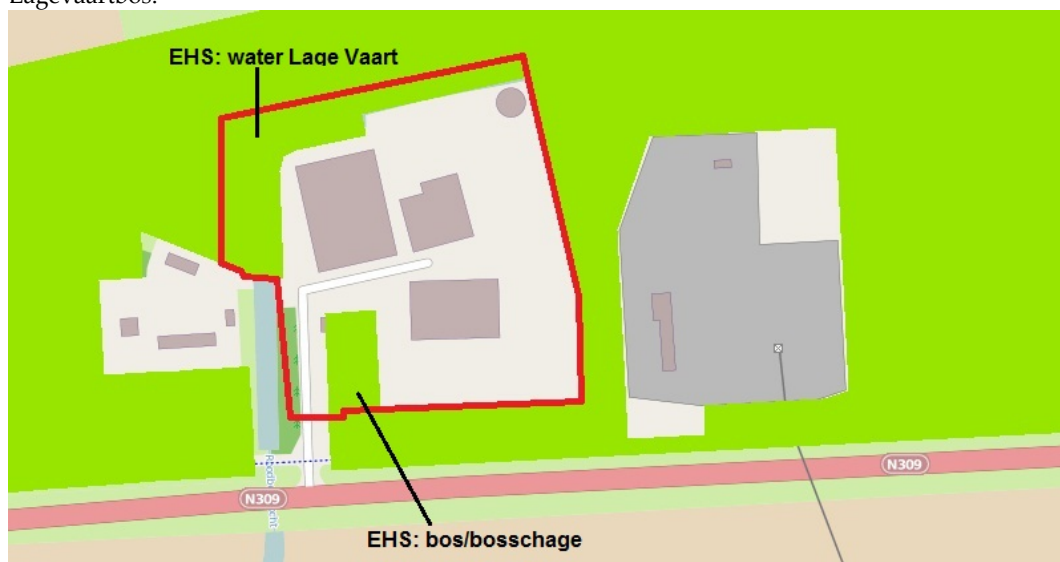 Lagevaartbos.
EHS: water Lage Vaart
N309
N309
EHS: bos/bosschage